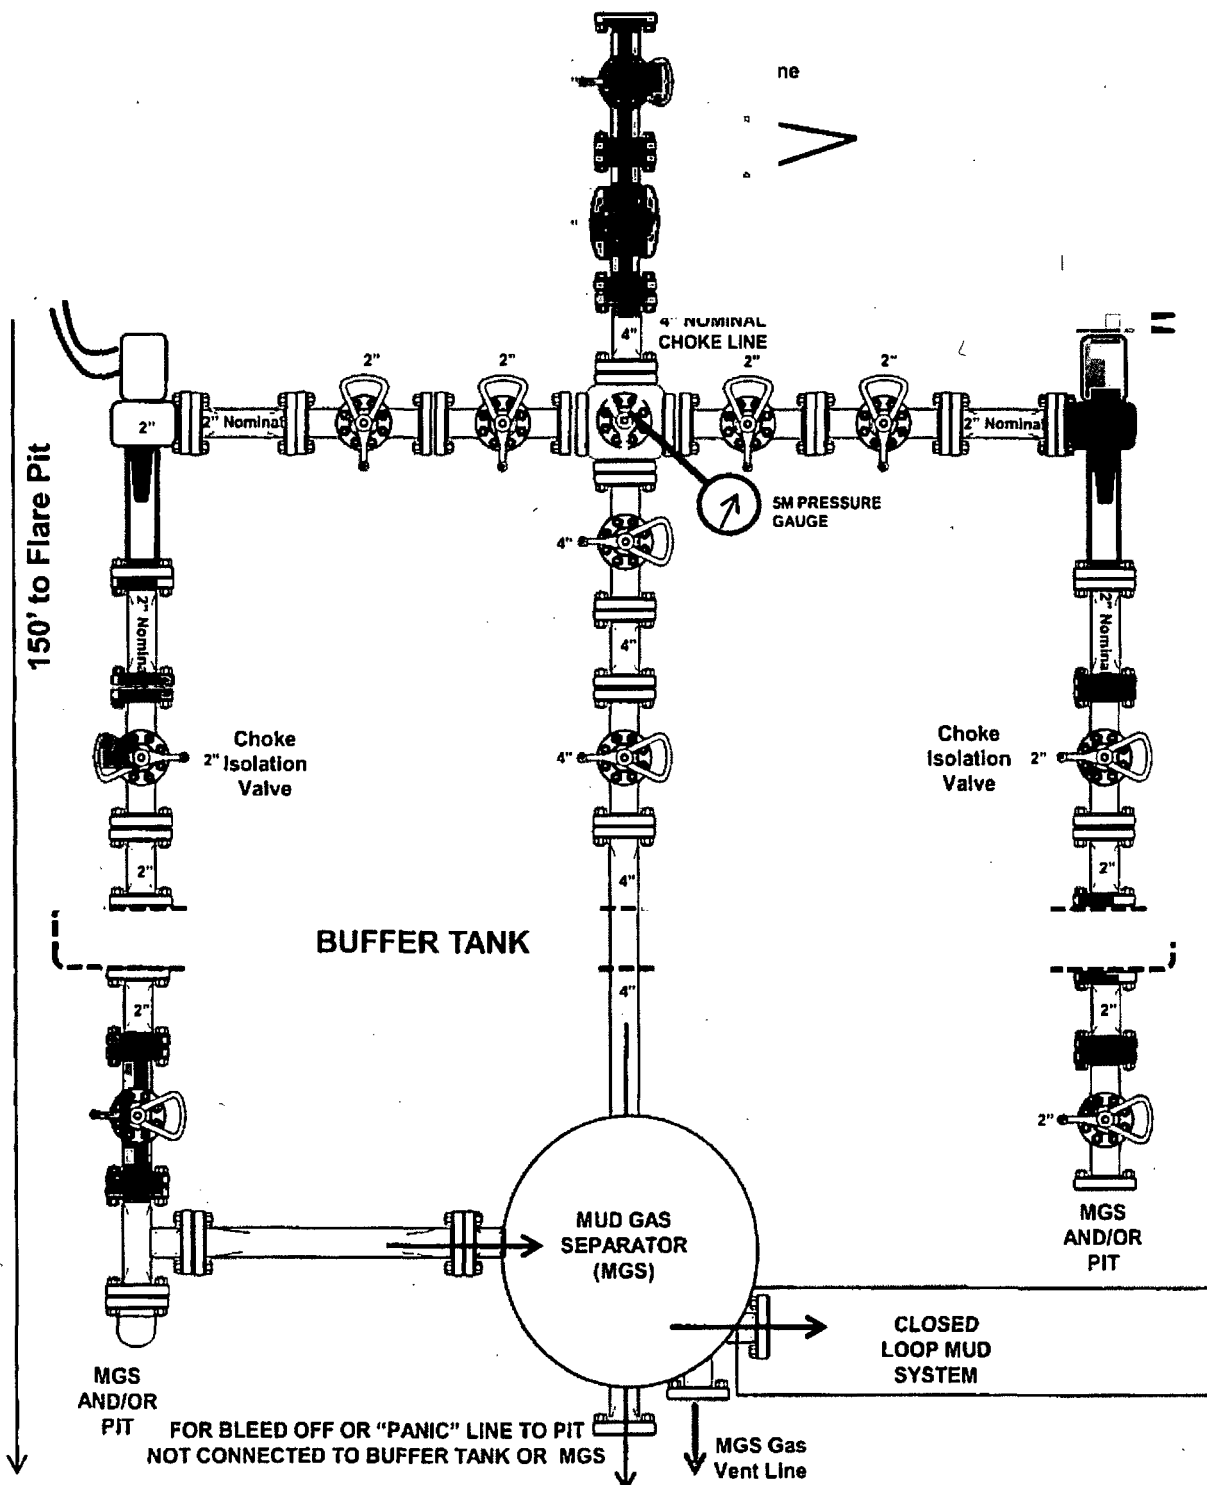 ne
4" NOMINAL
CHOKE LINE
4"
2"
2"
2"
2"
2"
2" Nominal
2" Nominal
5M PRESSURE
GAUGE
150' to Flare Pit
4"
2" Nominal
2" Nominal
4"
Choke
Isolation
Valve
2"
4"
Choke
Isolation
Valve
2"
2"
4"
2"
BUFFER TANK
2"
4"
2"
2"
MUD GAS
SEPARATOR
(MGS)
MGS
AND/OR
PIT
CLOSED
LOOP MUD
SYSTEM
MGS
AND/OR
PIT
FOR BLEED OFF OR "PANIC" LINE TO PIT
NOT CONNECTED TO BUFFER TANK OR MGS
MGS Gas
Vent Line